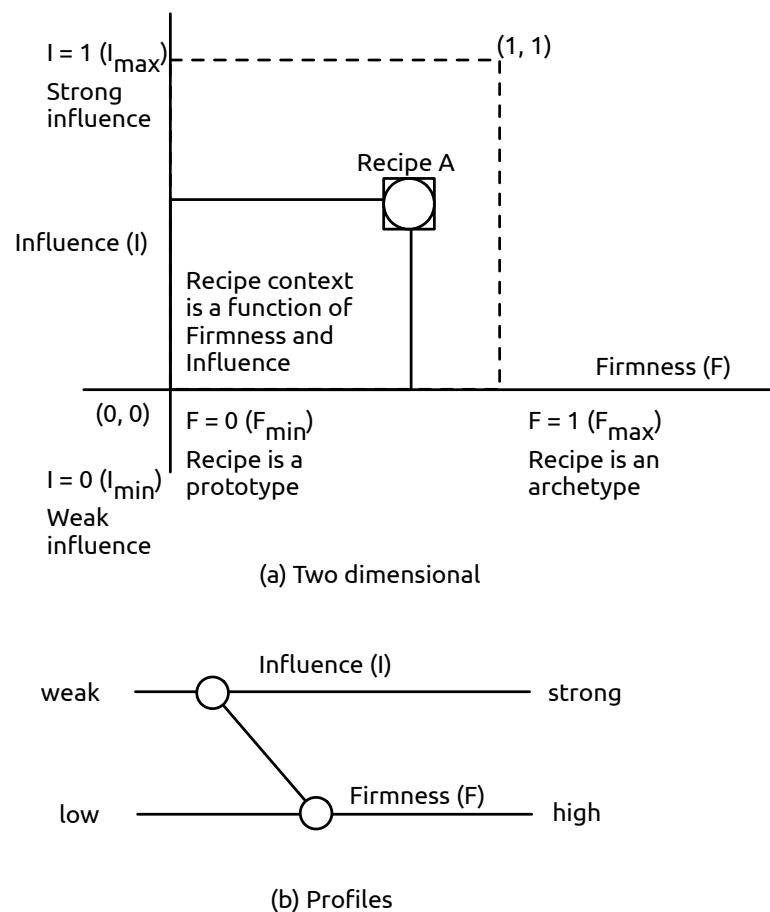 I = 1 (Imax)
Strong
influence
(1, 1)
Recipe A
Influence (I)
Recipe context
is a function of
Firmness and
Influence
Firmness (F)
(0, 0)
F = 0 (Fmin)
Recipe is a
prototype
F = 1 (Fmax)
Recipe is an
archetype
I = 0 (Imin)
Weak
influence
(a) Two dimensional
Influence (I)
weak
strong
Firmness (F)
low
high
(b) Profiles